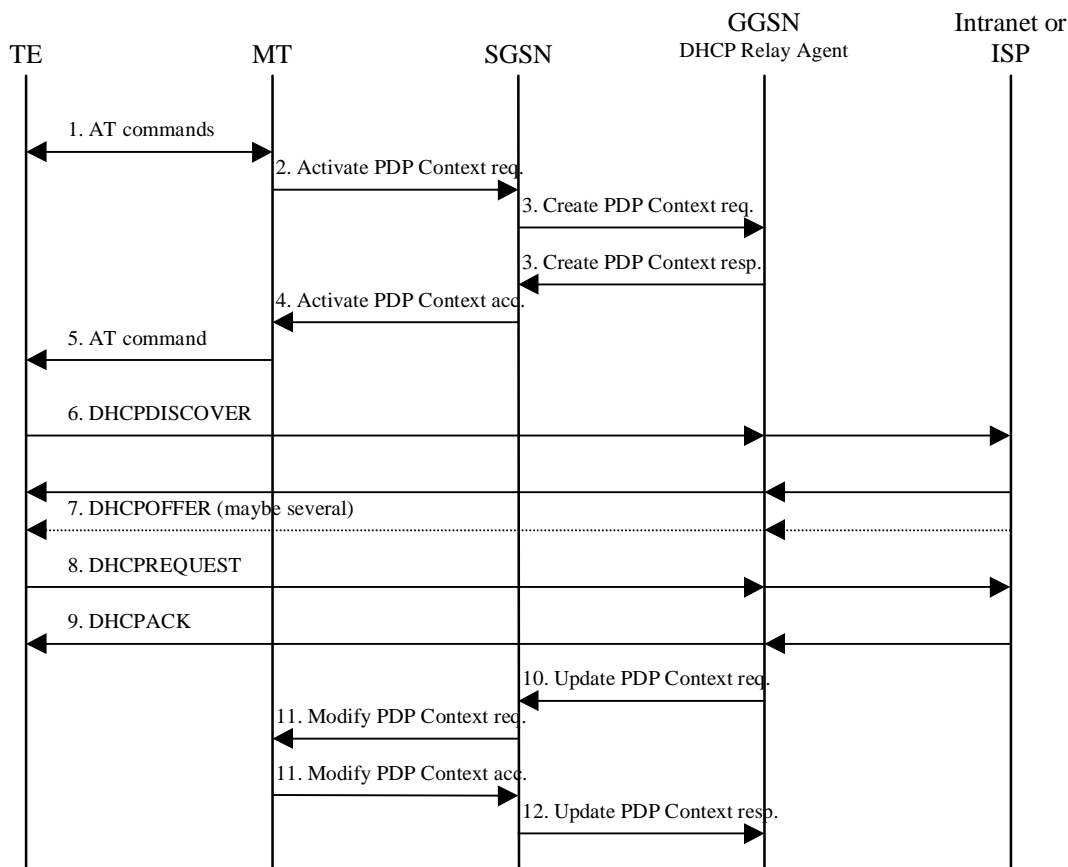 TE
MT
SGSN
GGSN
DHCP Relay Agent
Intranet or
ISP
1. AT commands
2. Activate PDP Context req.
3. Create PDP Context req.
3. Create PDP Context resp.
4. Activate PDP Context acc.
5. AT command
6. DHCPDISCOVER
7. DHCPOFFER (maybe several)
8. DHCPREQUEST
9. DHCPACK
10. Update PDP Context req.
11. Modify PDP Context req.
11. Modify PDP Context acc.
12. Update PDP Context resp.